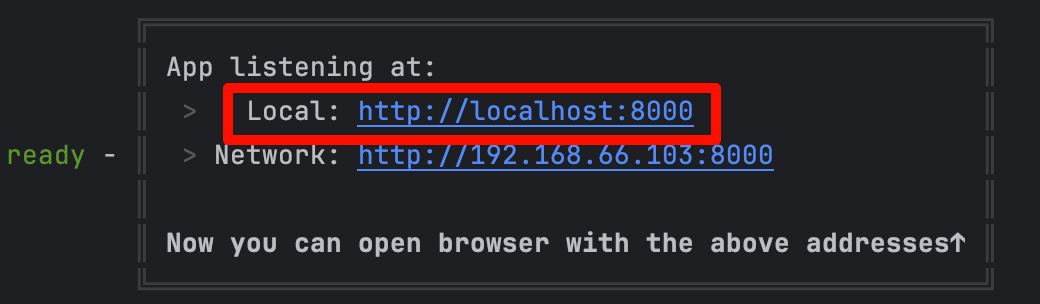 App listening at:
> Local: http://localhost:8000
ready - > Network: http://192.168.66.103:8000
Now you can open browser with the above addresses↑